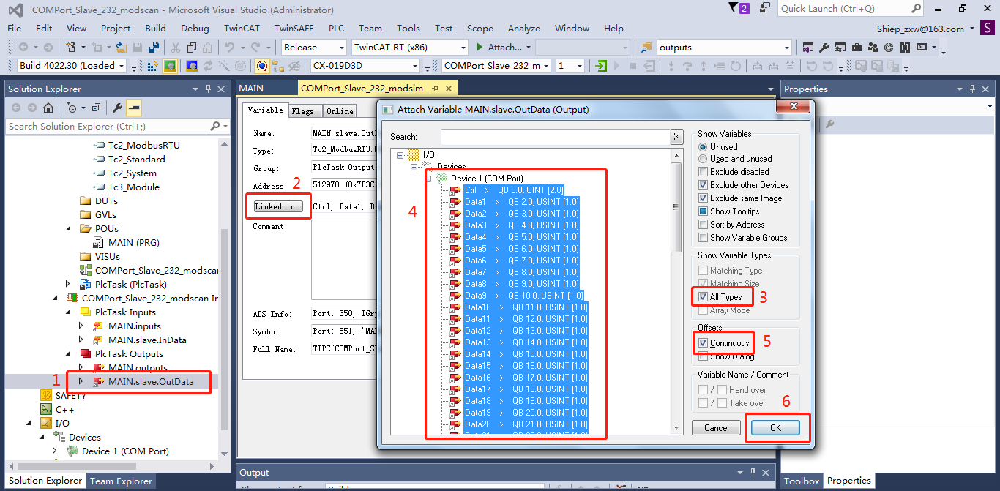 COMPort_Slave_232_modscan - Microsoft Visual Studio (Administrator)
2
Quick Launch (Ctrl+Q)
File Edit View Project Build Debug TwinCAT TwinSAFE PLC Team Tools Test Scope Analyze Window Help
Shiep_zxw@163.com
S
Release
TwinCAT RT (x86)
Attach...
outputs
Build 4022.30 (Loaded
CX-019D3D
COMPort_Slave_232_m
1
Solution Explorer
Search Solution Explorer (Ctrl+;)
Tc2_ModbusRTU
Tc2_Standard
Tc2_System
Tc3_Module
DUTs
GVLs
POUs
MAIN (PRG)
VISUs
COMPort_Slave_232_modscan
PlcTask (PlcTask)
COMPort_Slave_232_modscan In
PlcTask Inputs
MAIN.inputs
MAIN.slave.InData
PlcTask Outputs
MAIN.outputs
1
MAIN.slave.OutData
SAFETY
C++
I/O
Devices
Device 1 (COM Port)
Solution Explorer
Team Explorer
MAIN
COMPort_Slave_232_modsim
Variable
Flags
Online
Name:
MAIN.slave.OutD
Type:
Tc2_ModbusRTU.M
Group:
PlcTask Outputs
Address:
512970 (0x7D3C
2
Linked to..
Ctrl, Data1, Da
Comment:
ADS Info:
Port: 350, IGrp
Symbol
Port: 851, 'MAI
Full Name:
TIPC^COMPort_Sl
Output
Attach Variable MAIN.slave.OutData (Output)
Search:
X
I/O
Devices
4
Device 1 (COM Port)
Ctrl > QB 0.0, UINT [2.0]
Data1 > QB 2.0, USINT [1.0]
Data2 > QB 3.0, USINT [1.0]
Data3 > QB 4.0, USINT [1.0]
Data4 > QB 5.0, USINT [1.0]
Data5 > QB 6.0, USINT [1.0]
Data6 > QB 7.0, USINT [1.0]
Data7 > QB 8.0, USINT [1.0]
Data8 > QB 9.0, USINT [1.0]
Data9 > QB 10.0, USINT [1.0]
Data10 > QB 11.0, USINT [1.0]
Data11 > QB 12.0, USINT [1.0]
Data12 > QB 13.0, USINT [1.0]
Data13 > QB 14.0, USINT [1.0]
Data14 > QB 15.0, USINT [1.0]
Data15 > QB 16.0, USINT [1.0]
Data16 > QB 17.0, USINT [1.0]
Data17 > QB 18.0, USINT [1.0]
Data18 > QB 19.0, USINT [1.0]
Data19 > QB 20.0, USINT [1.0]
Data20 > QB 21.0, USINT [1.0]
Show Variables
Unused
Used and unused
Exclude disabled
Exclude other Devices
Exclude same Image
Show Tooltips
Sort by Address
Show Variable Groups
Show Variable Types
Matching Type
Matching Size
All Types
3
Array Mode
Offsets
Continuous
5
Show Dialog
Variable Name / Comment
/ Hand over
/ Take over
6
Cancel
OK
Properties
Toolbox
Properties